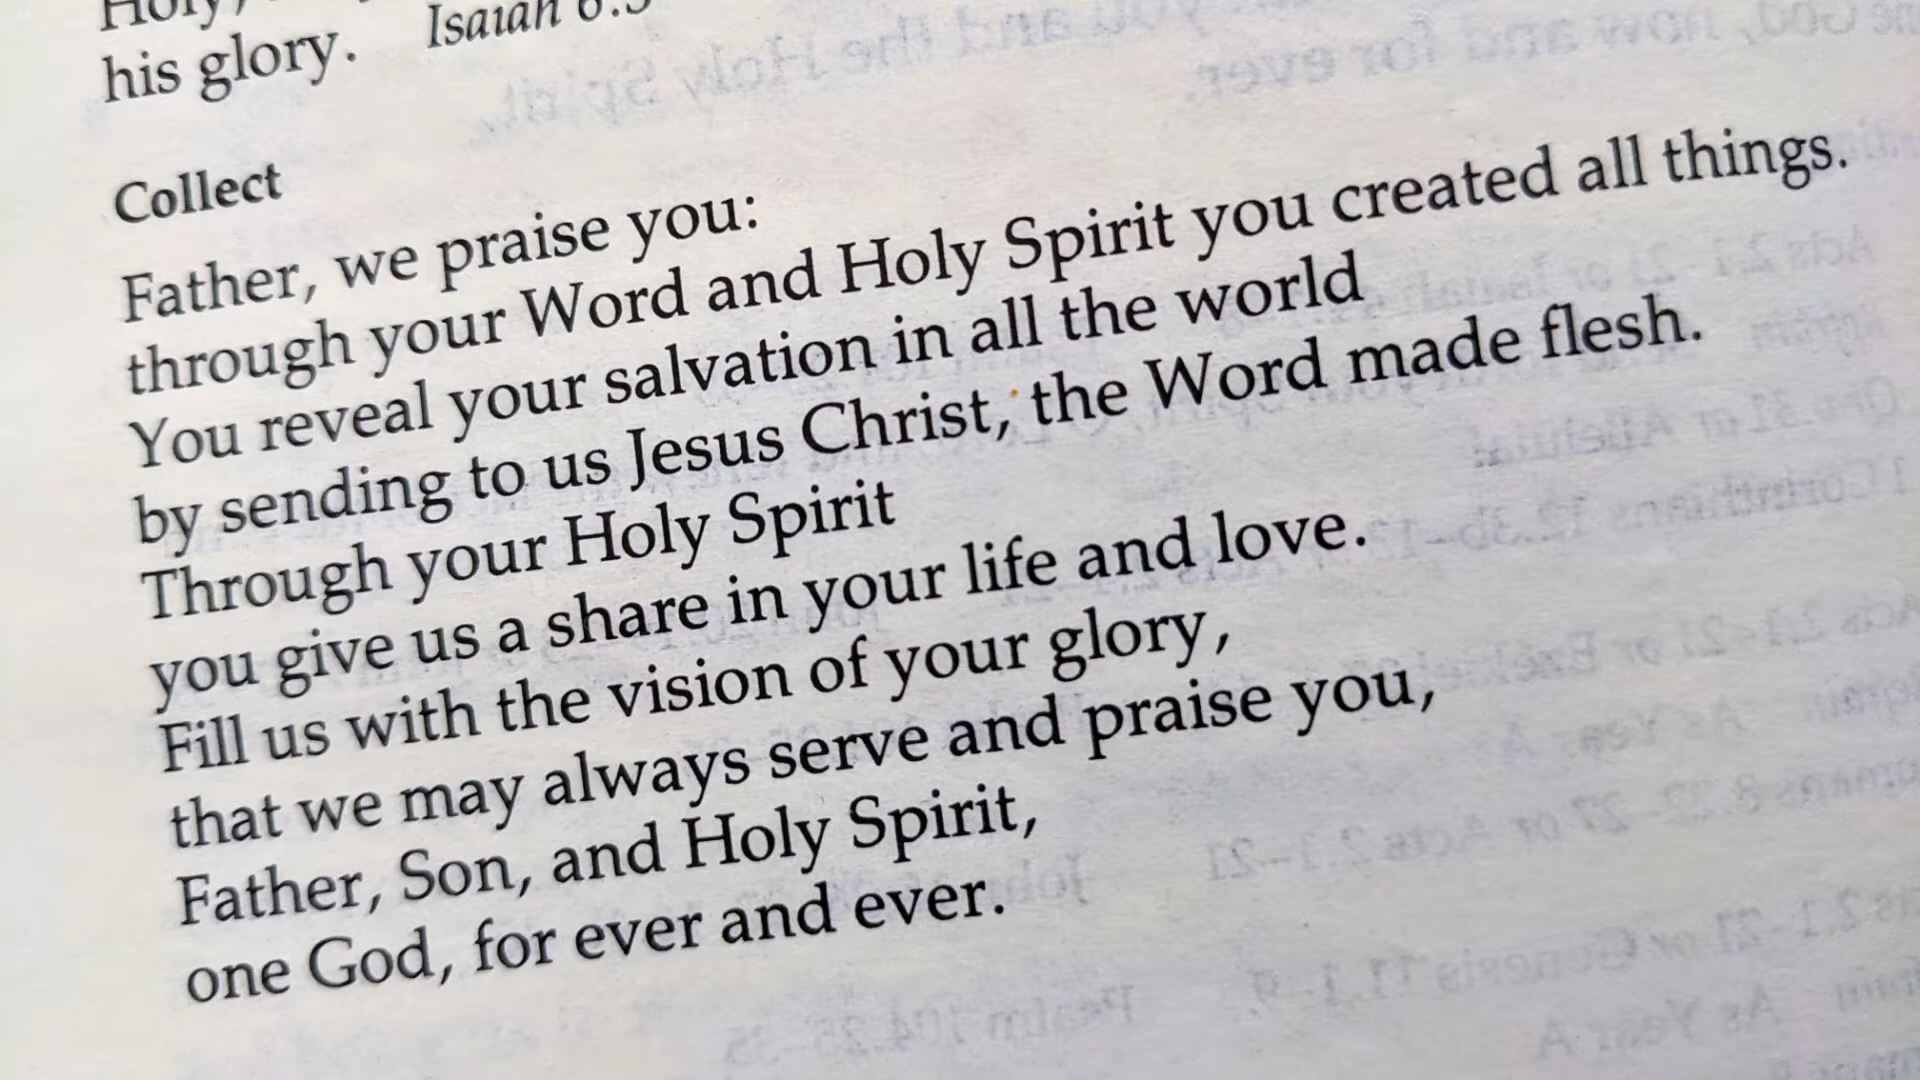 Holy,
his glory. Isaiah 6.3
Collect
Father, we praise you:
through your Word and Holy Spirit you created all things.
You reveal your salvation in all the world
by sending to us Jesus Christ, the Word made flesh.
Through your Holy Spirit
you give us a share in your life and love.
Fill us with the vision of your glory,
that we may always serve and praise you,
Father, Son, and Holy Spirit,
one God, for ever and ever.